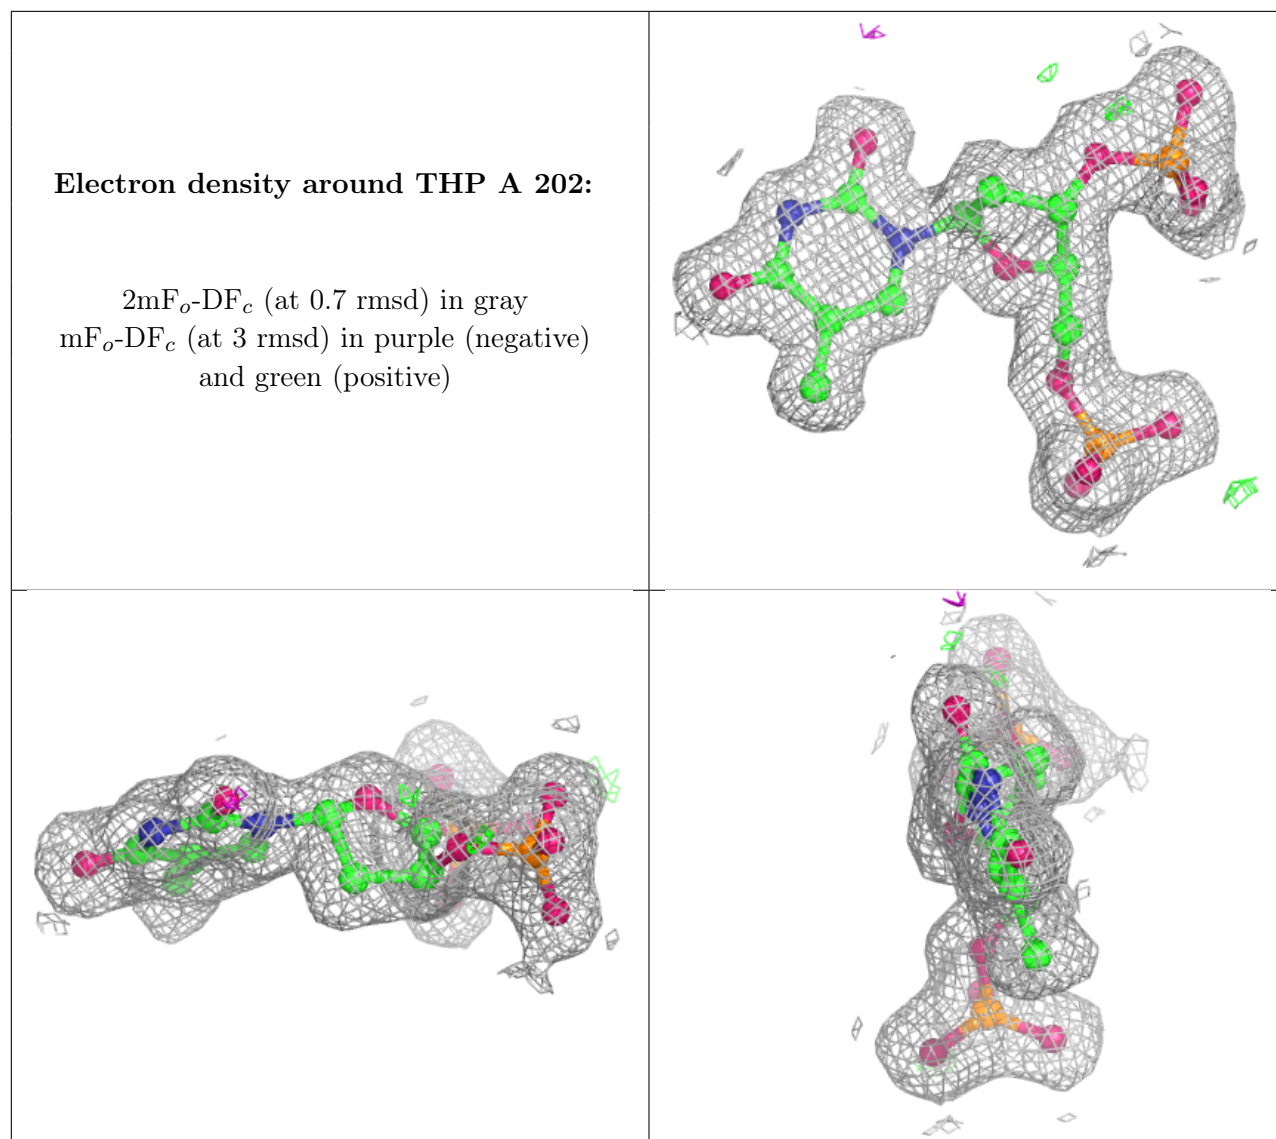 Electron density around THP A 202:
2mFo-DFc (at 0.7 rmsd) in gray
mFo-DFc (at 3 rmsd) in purple (negative)
and green (positive)